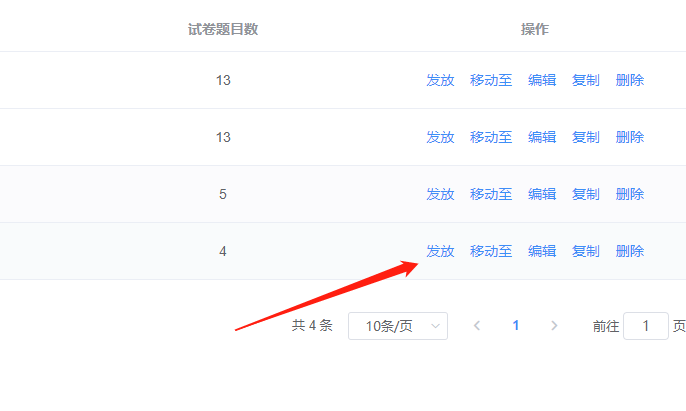 试卷题目数 操作
13 发放 移动至 编辑 复制 删除
13 发放 移动至 编辑 复制 删除
5 发放 移动至 编辑 复制 删除
4 发放 移动至 编辑 复制 删除
共 4 条 10条/页 1 前往 1 页